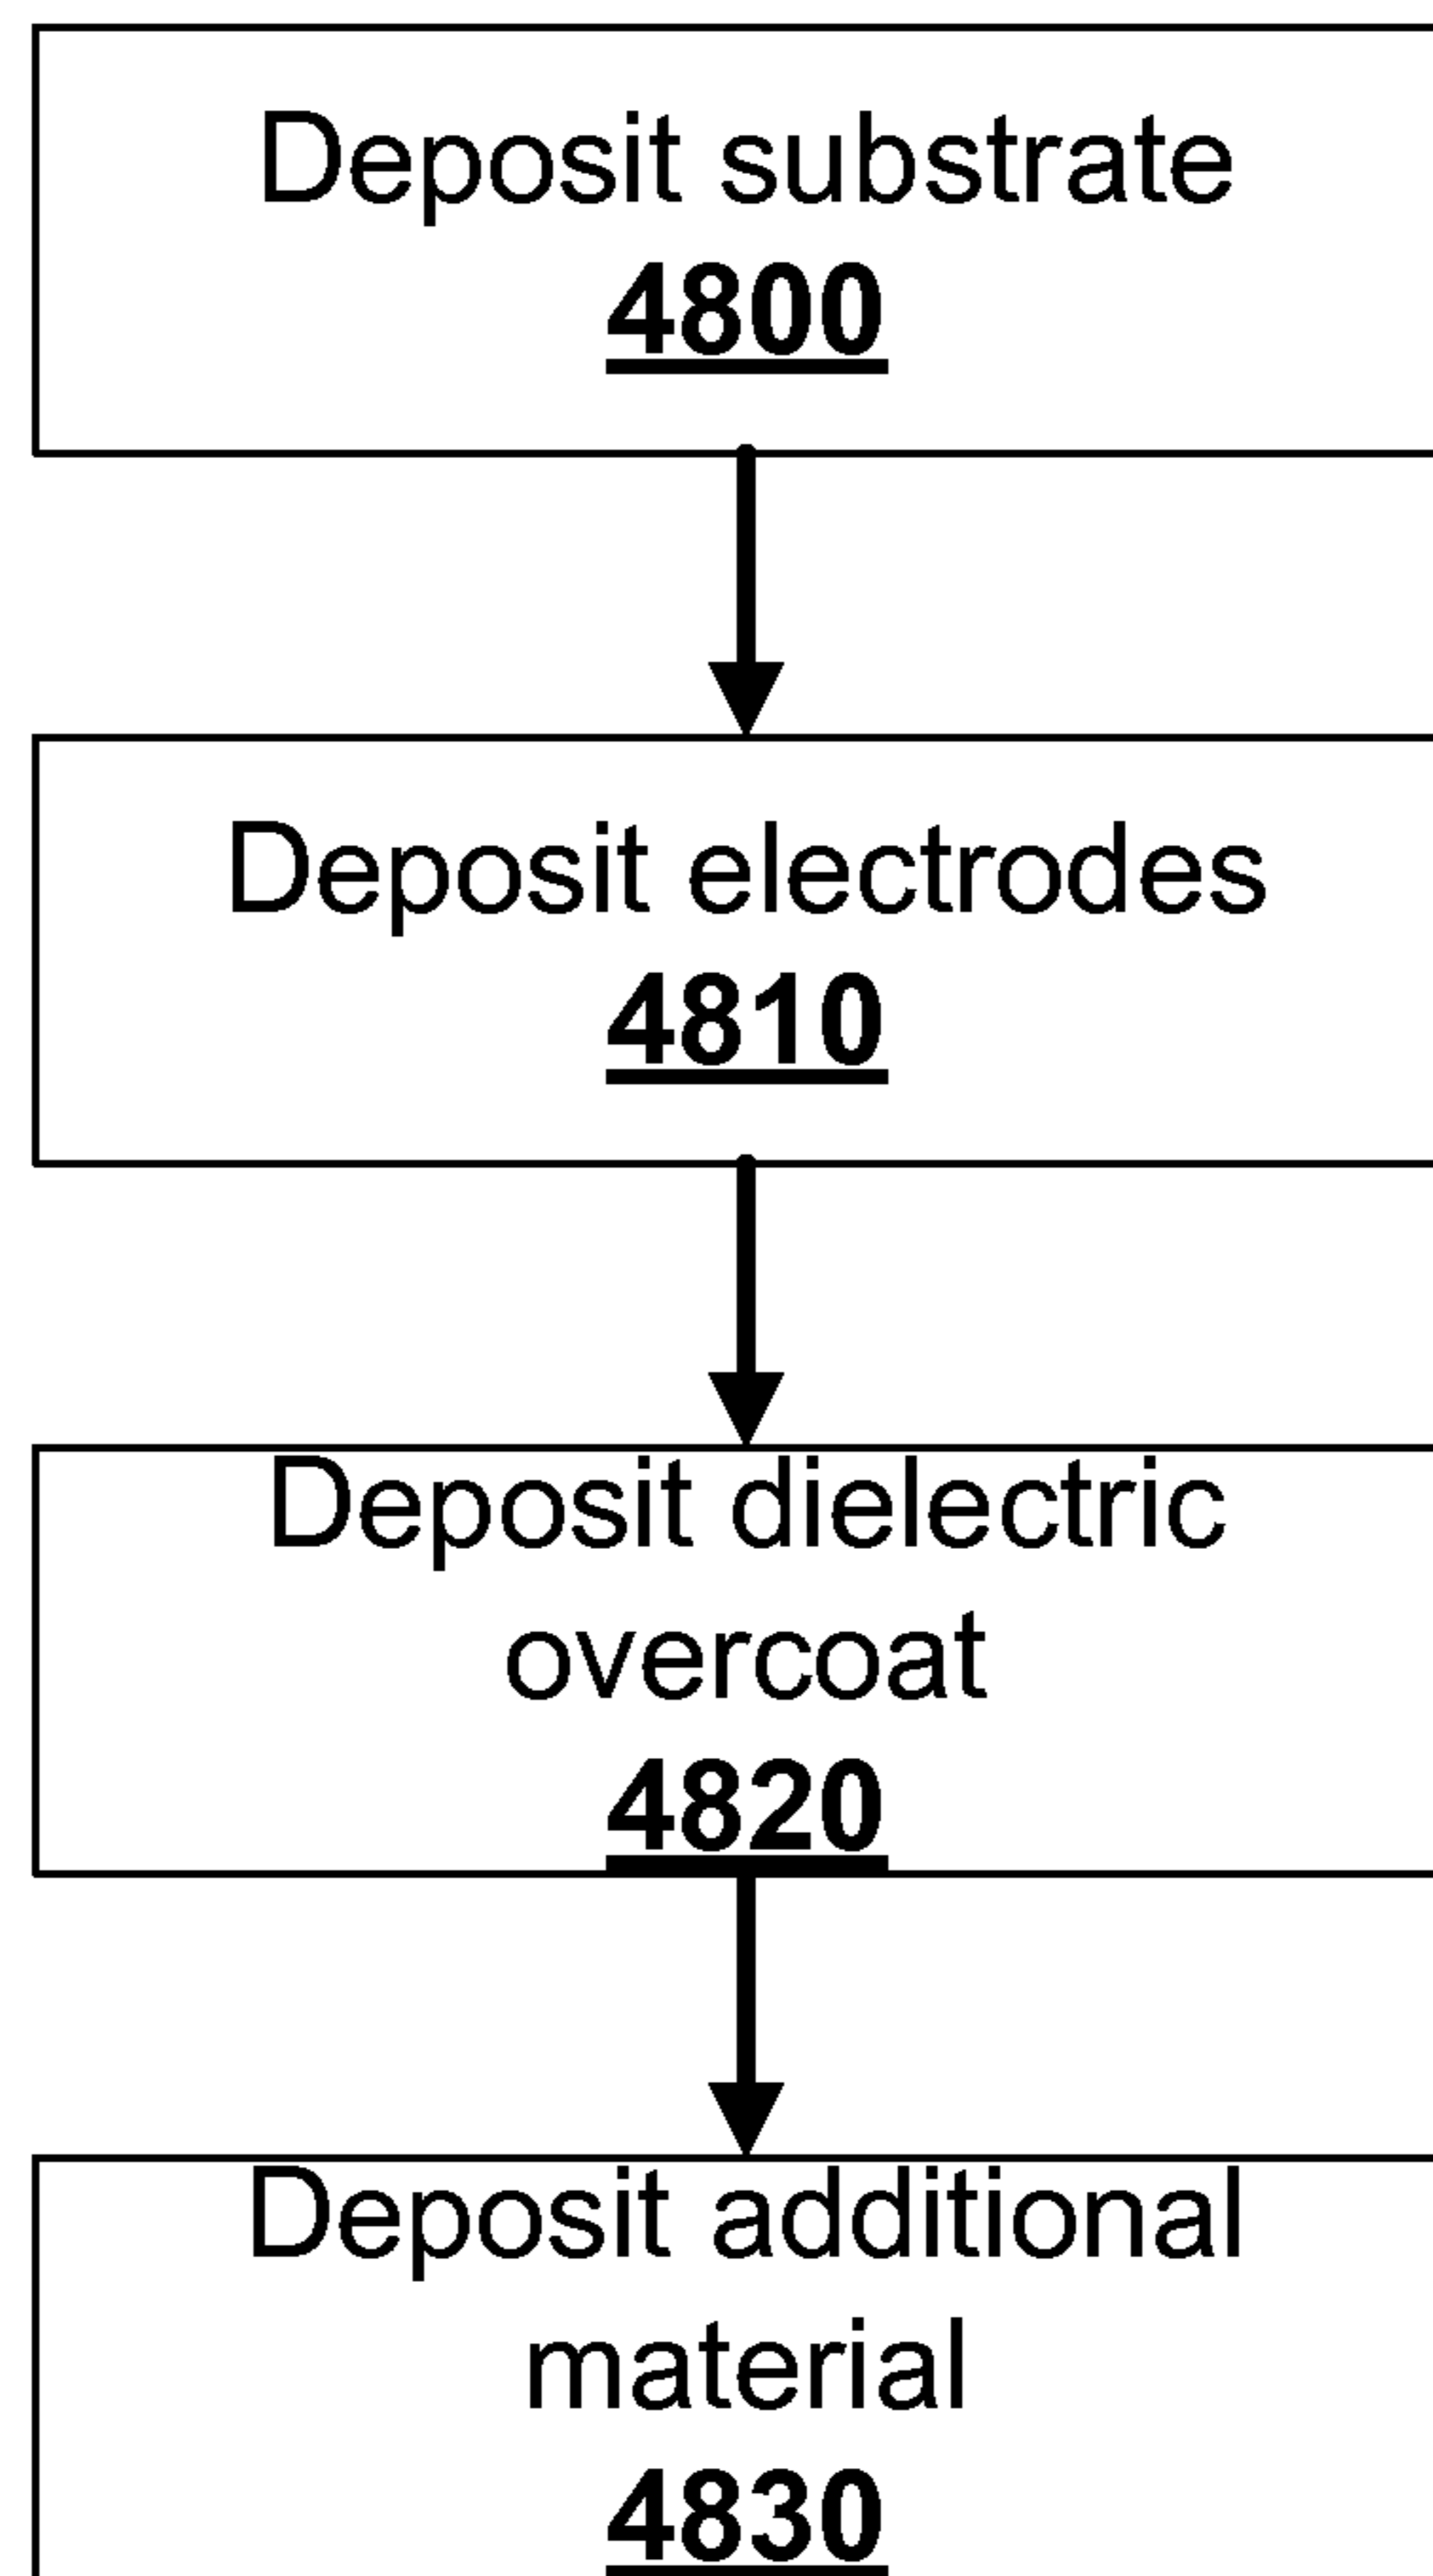 Deposit substrate
4800
Deposit electrodes
4810
Deposit dielectric
overcoat
4820
Deposit additional
material
4830